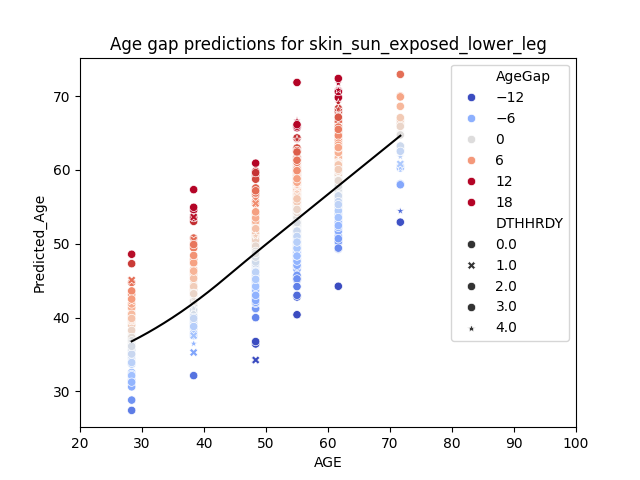 Age gap predictions for skin_sun_exposed_lower_leg
Predicted_Age
70
60
50
40
30
20 30 40 50 60 70 80 90 100
AGE
AgeGap
−12
−6
0
6
12
18
DTHHRDY
0.0
1.0
2.0
3.0
4.0